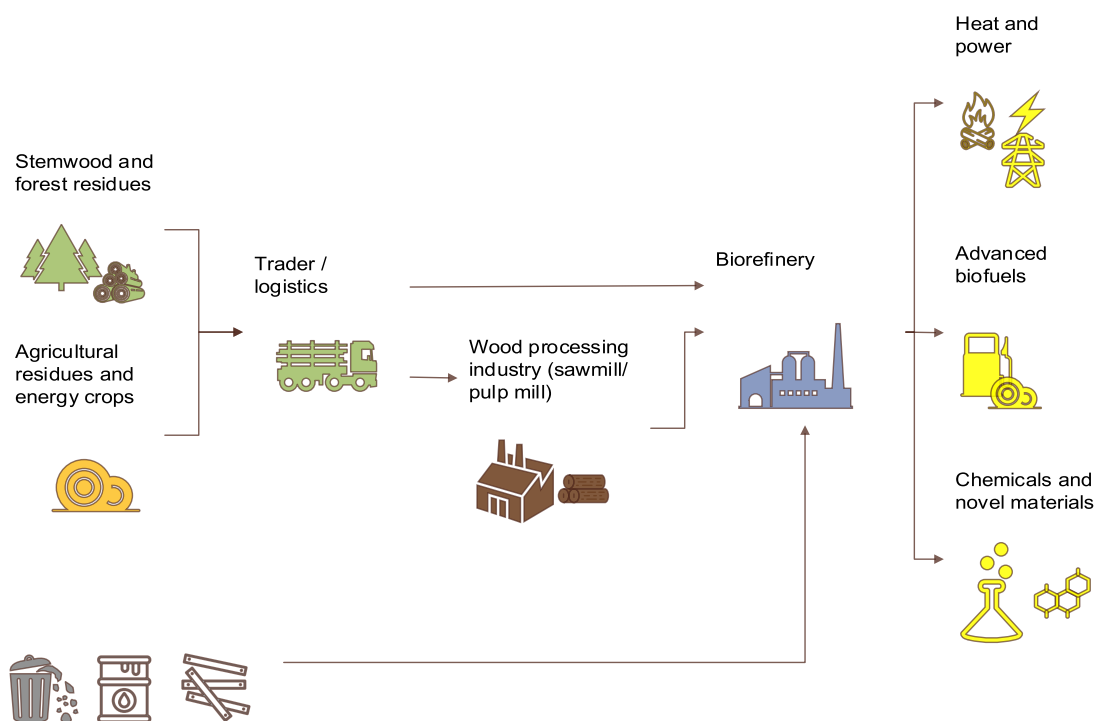 Heat and
power
Stemwood and
forest residues
Trader /
logistics
Biorefinery
Advanced
biofuels
Agricultural
residues and
energy crops
Wood processing
industry (sawmill/
pulp mill)
Chemicals and
novel materials